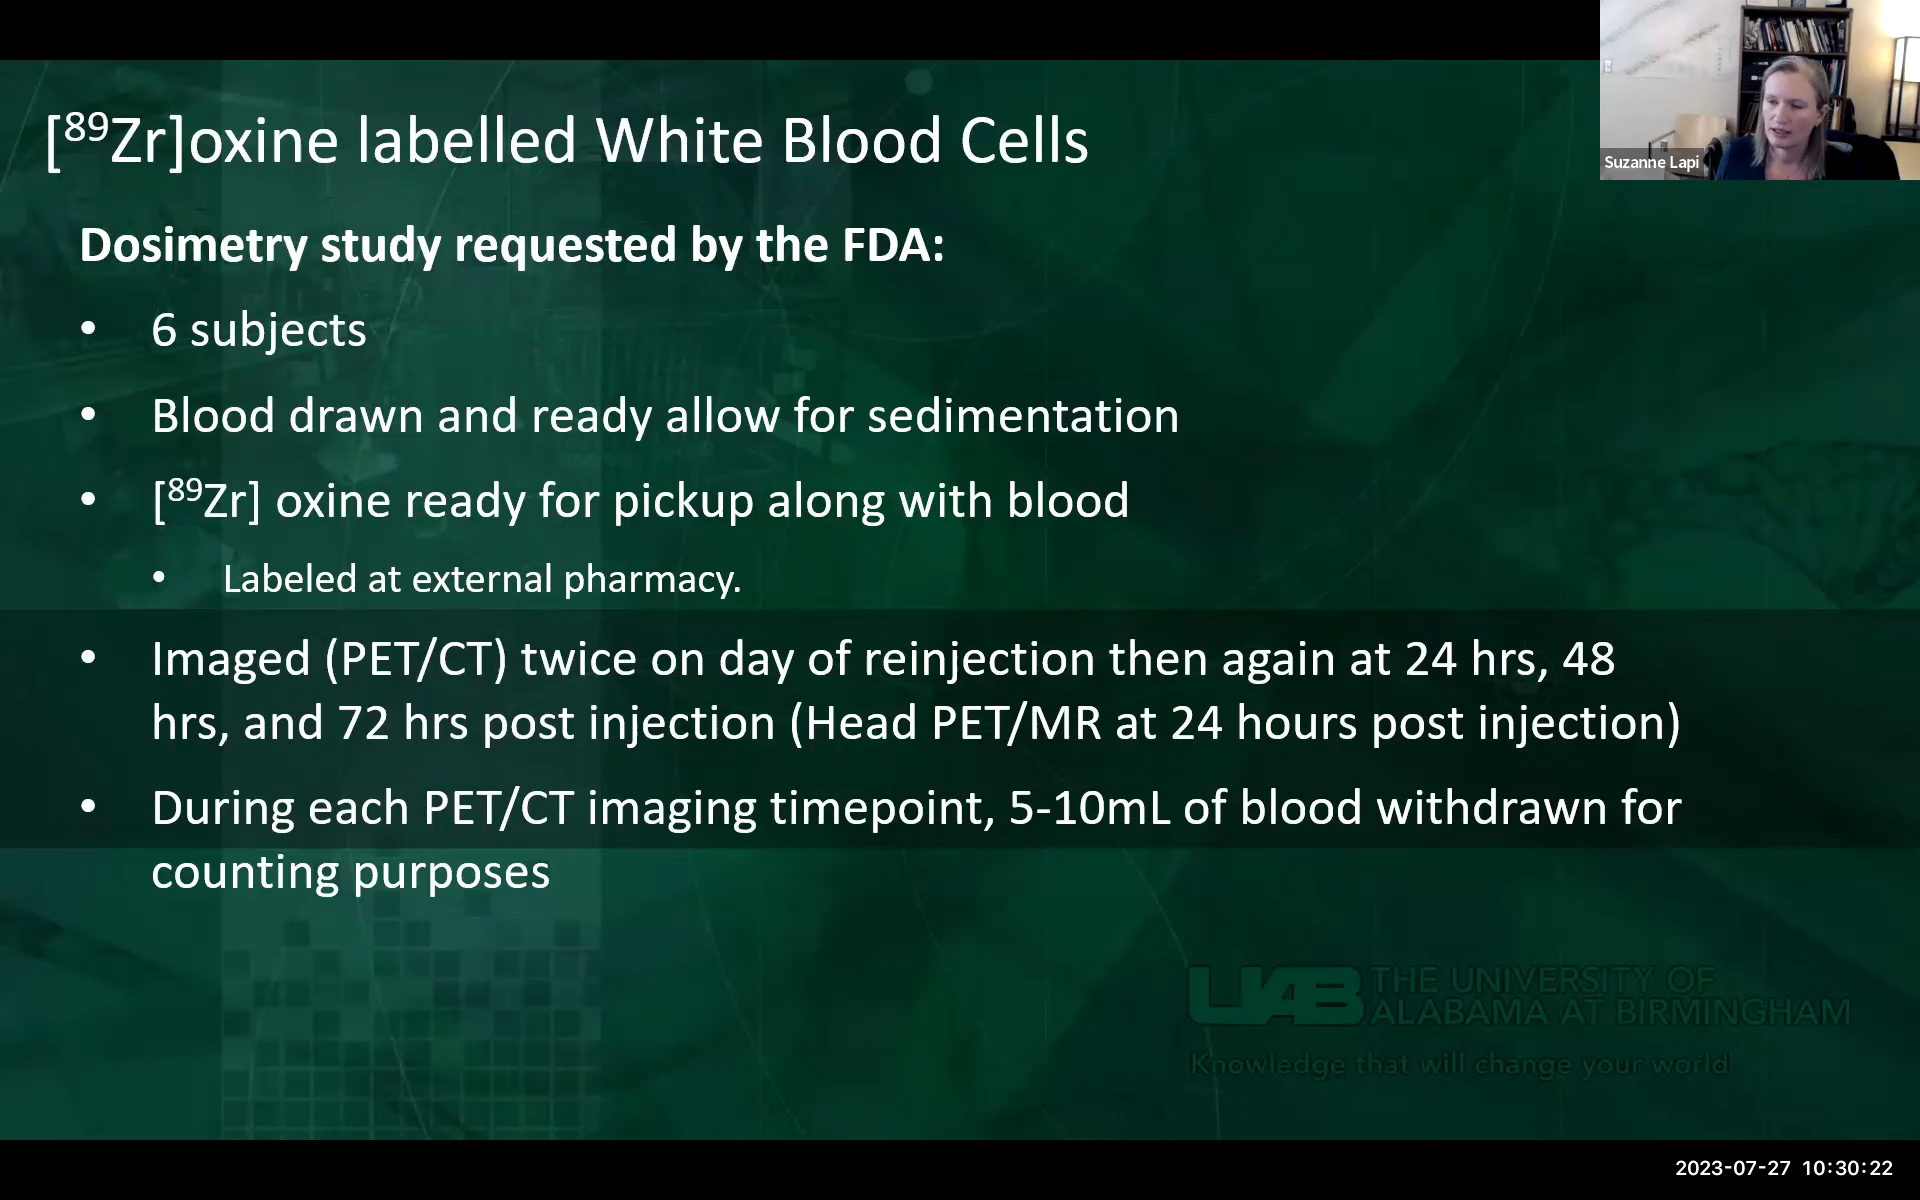 [⁸⁹Zr]oxine labelled White Blood Cells
Suzanne Lapi
Dosimetry study requested by the FDA:
• 6 subjects
• Blood drawn and ready allow for sedimentation
• [⁸⁹Zr] oxine ready for pickup along with blood
• Labeled at external pharmacy.
• Imaged (PET/CT) twice on day of reinjection then again at 24 hrs, 48
hrs, and 72 hrs post injection (Head PET/MR at 24 hours post injection)
• During each PET/CT imaging timepoint, 5-10mL of blood withdrawn for
counting purposes
UAB THE UNIVERSITY OF
ALABAMA AT BIRMINGHAM
Knowledge that will change your world
2023-07-27 10:30:22